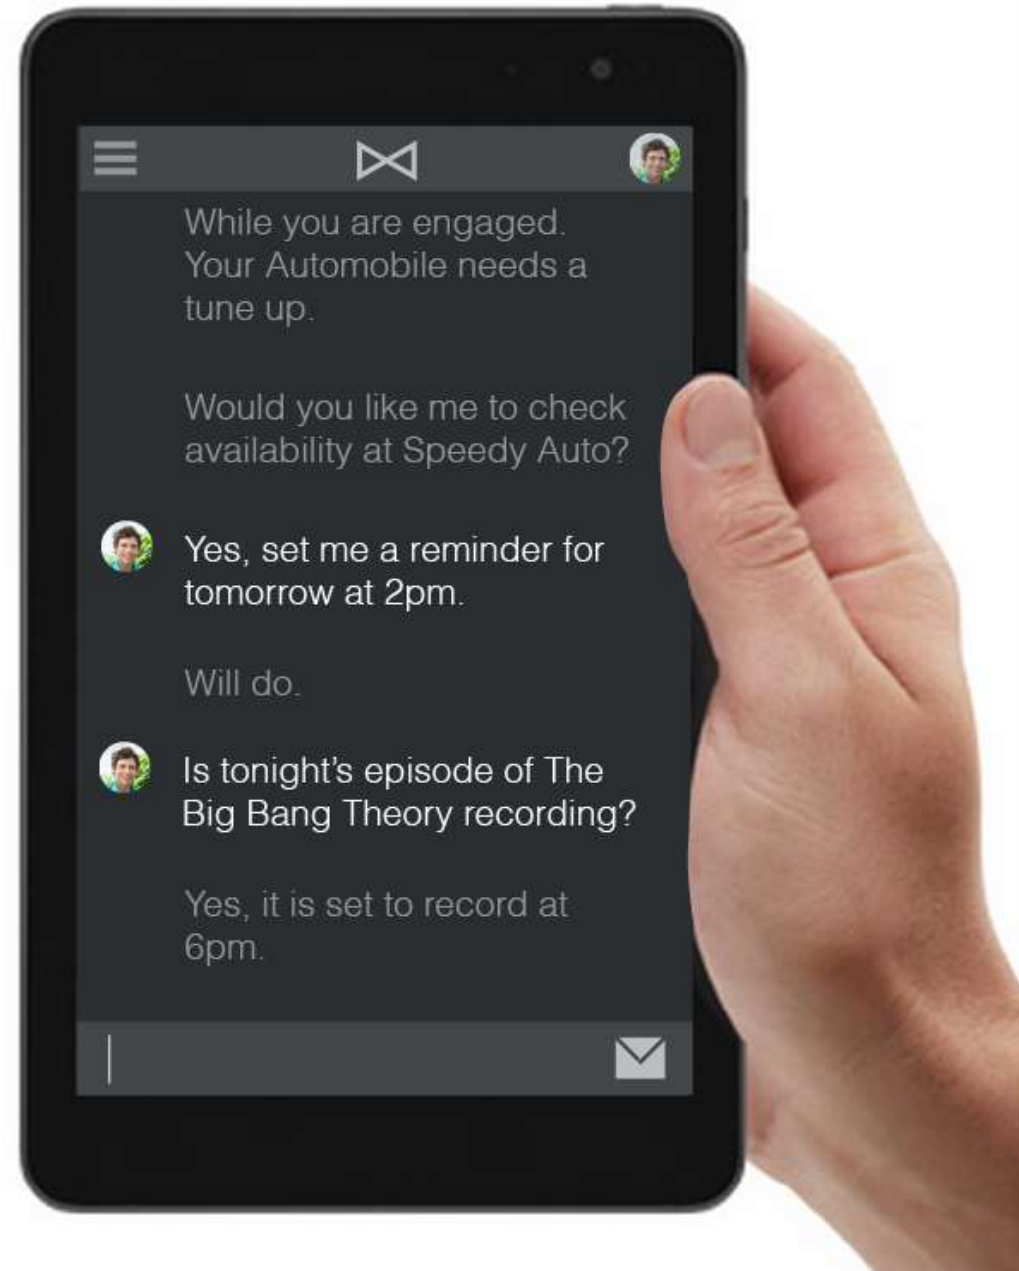 While you are engaged.
Your Automobile needs a
tune up.
Would you like me to check
availability at Speedy Auto?
Yes, set me a reminder for
tomorrow at 2pm.
Will do.
Is tonight's episode of The
Big Bang Theory recording?
Yes, it is set to record at
6pm.